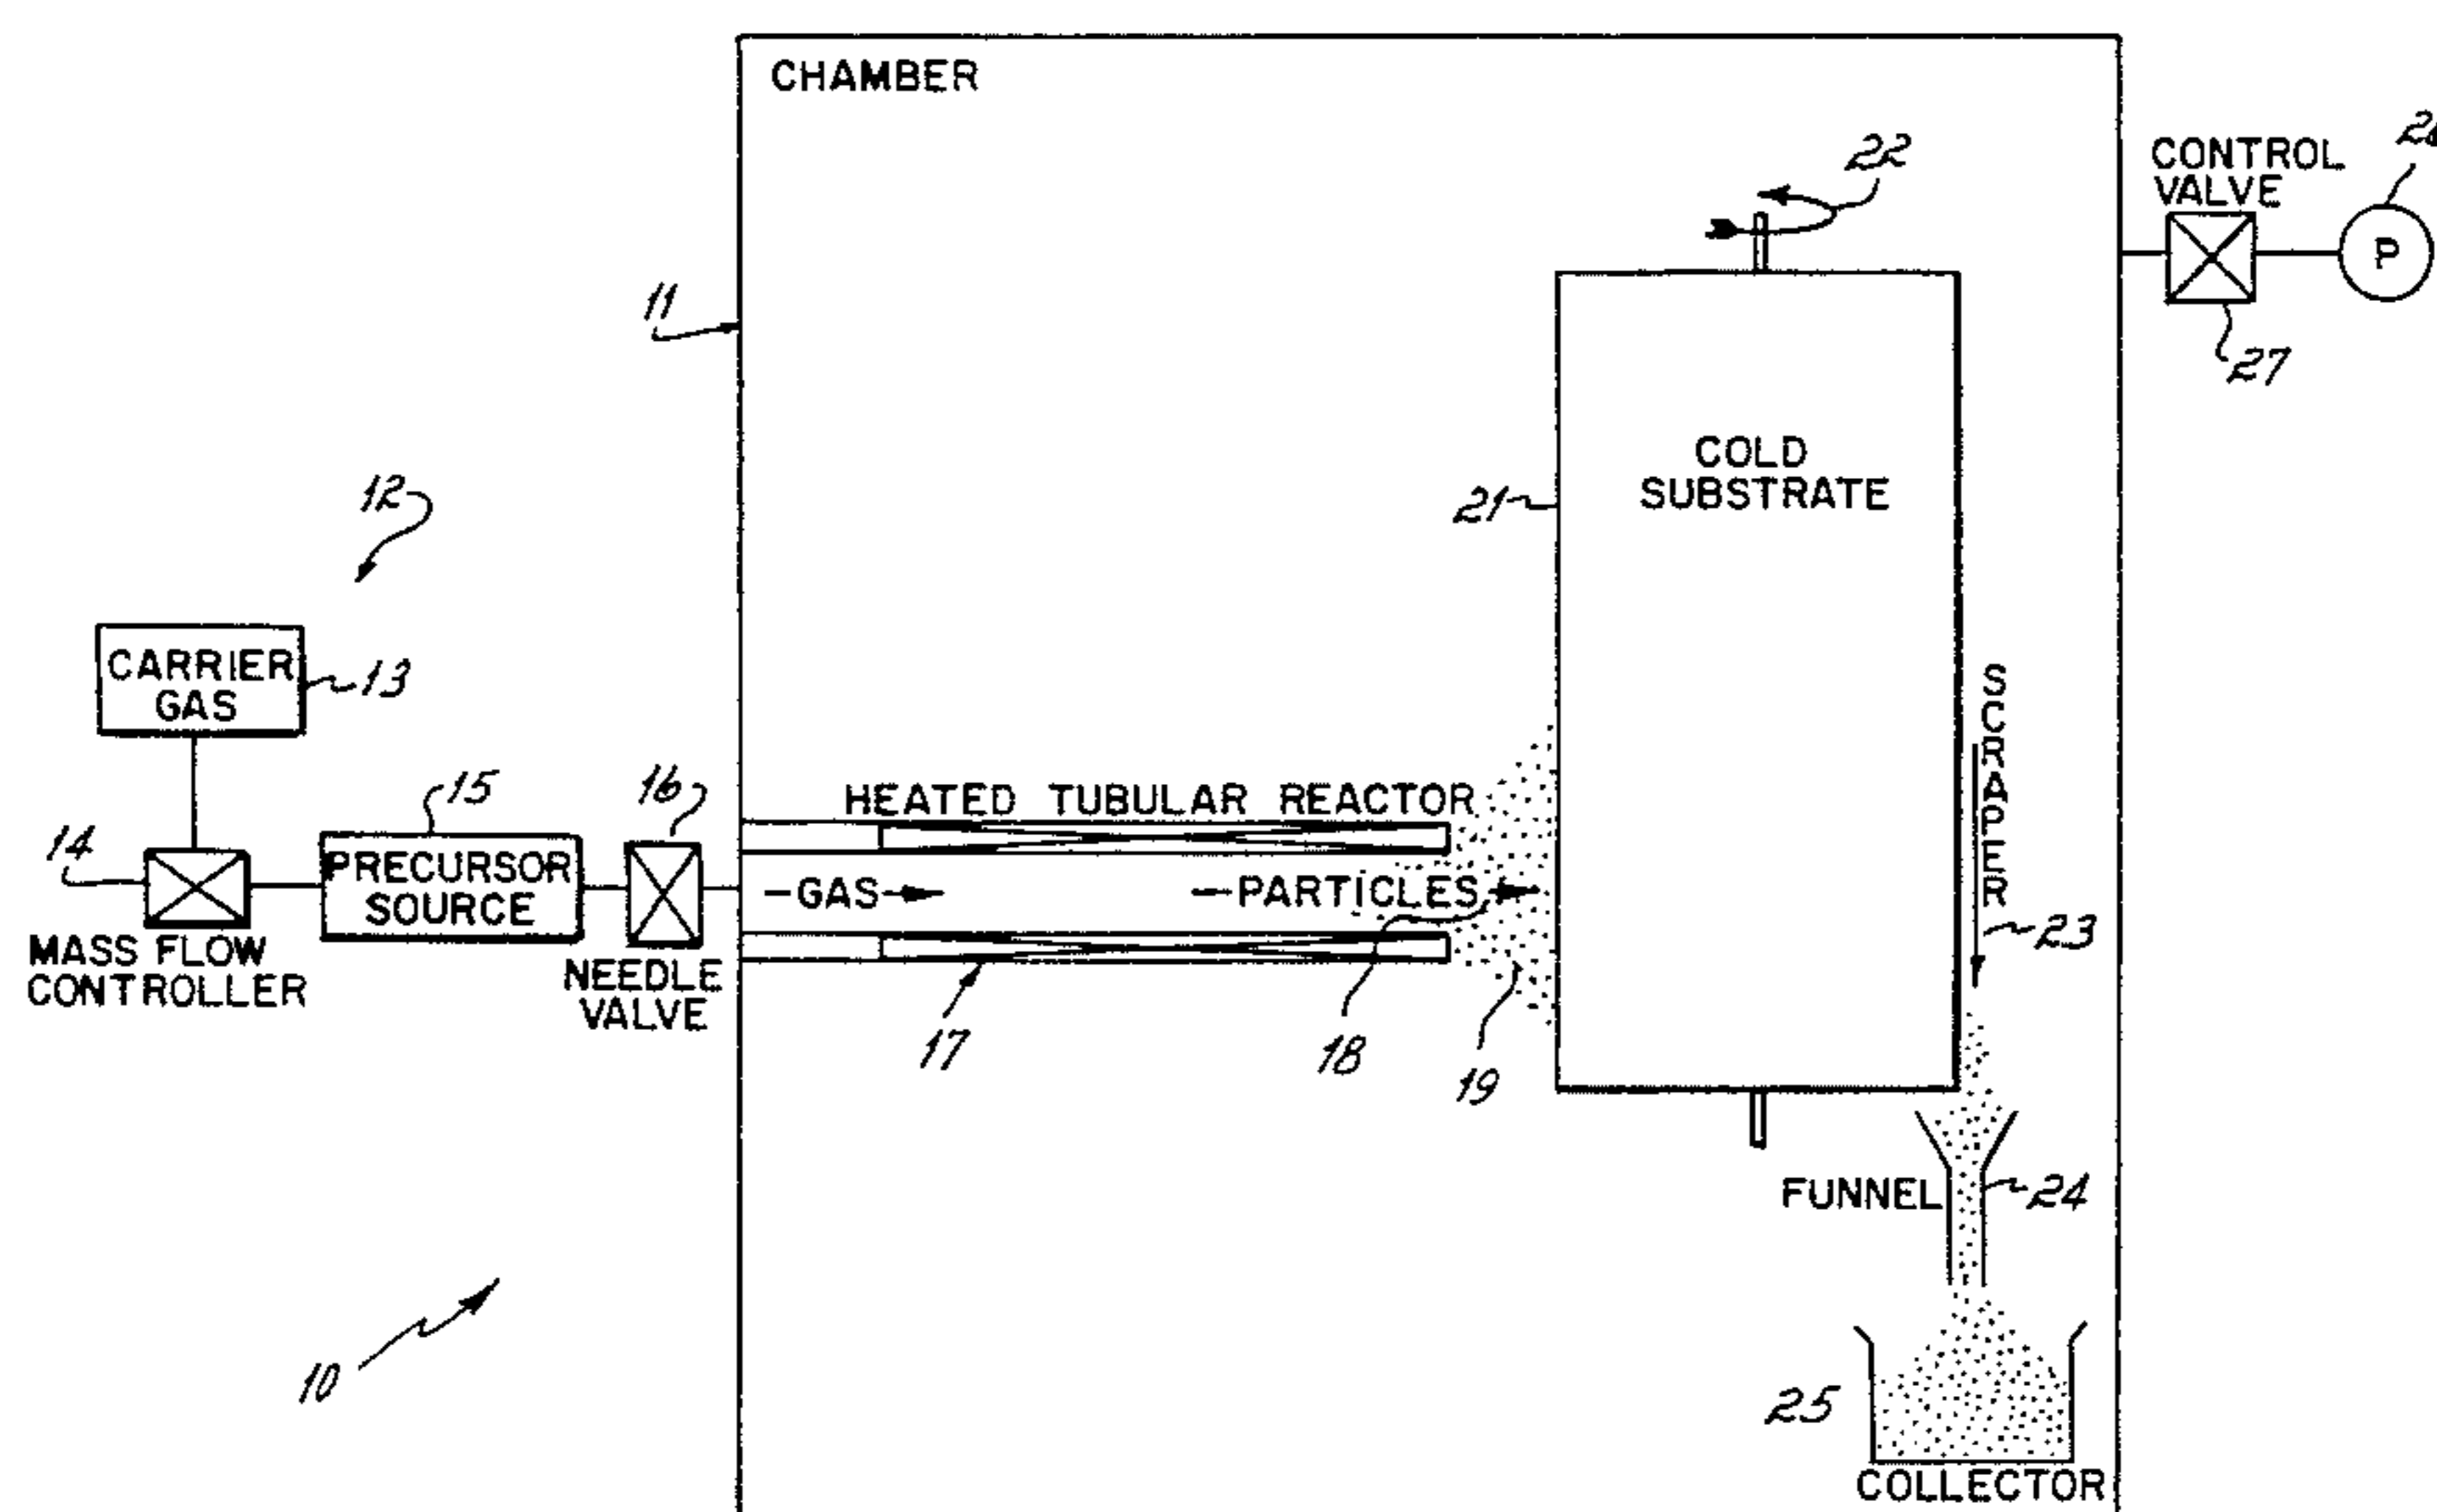 CHAMBER
22
CONTROL
VALVE
P
27
11
COLD
SUBSTRATE
21
12
CARRIER
GAS
13
SCRAPER
15
16
HEATED TUBULAR REACTOR
14
PRECURSOR
SOURCE
-GAS
PARTICLES
MASS FLOW
CONTROLLER
NEEDLE
VALVE
23
17
18
19
FUNNEL
24
10
25
COLLECTOR